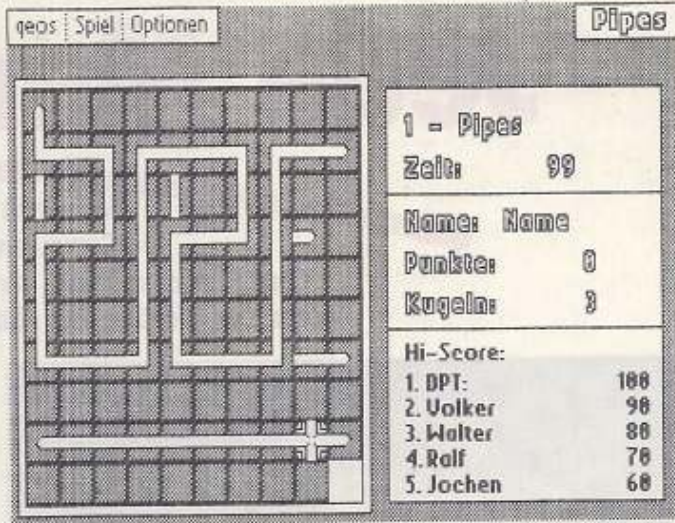 geos Spiel Optionen
Pipes
1 - Pipes
Zeit: 99
Name: Name
Punkte: 0
Kugeln: 3
Hi-Score:
1. DPT: 100
2. Volker 90
3. Walter 80
4. Ralf 70
5. Jochen 60